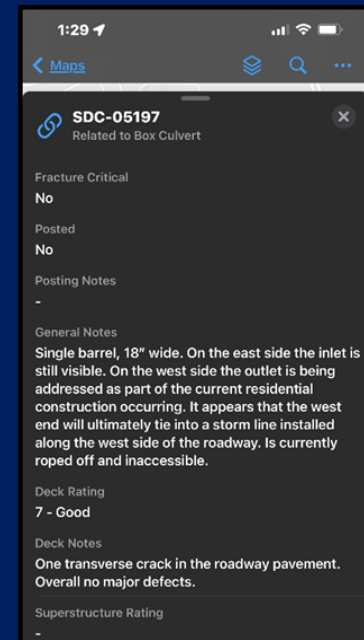 1:29
Maps
SDC-05197
Related to Box Culvert
Fracture Critical
No
Posted
No
Posting Notes
-
General Notes
Single barrel, 18" wide. On the east side the inlet is
still visible. On the west side the outlet is being
addressed as part of the current residential
construction occurring. It appears that the west
end will ultimately tie into a storm line installed
along the west side of the roadway. Is currently
roped off and inaccessible.
Deck Rating
7 - Good
Deck Notes
One transverse crack in the roadway pavement.
Overall no major defects.
Superstructure Rating
-